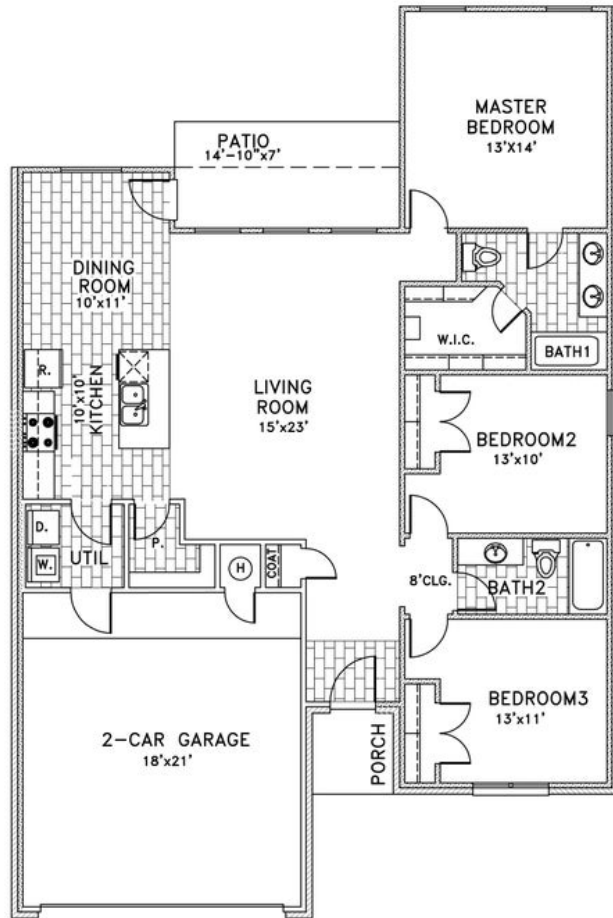 MASTER
BEDROOM
13'X14'
PATIO
14'-10"x7'
DINING
ROOM
10'x11'
W.I.C.
BATH1
R.
10'x10'
KITCHEN
LIVING
ROOM
15'x23'
BEDROOM2
13'x10'
D.
W.
UTIL
P.
H
COAT
8'CLG.
BATH2
BEDROOM3
13'x11'
2-CAR GARAGE
18'x21'
PORCH